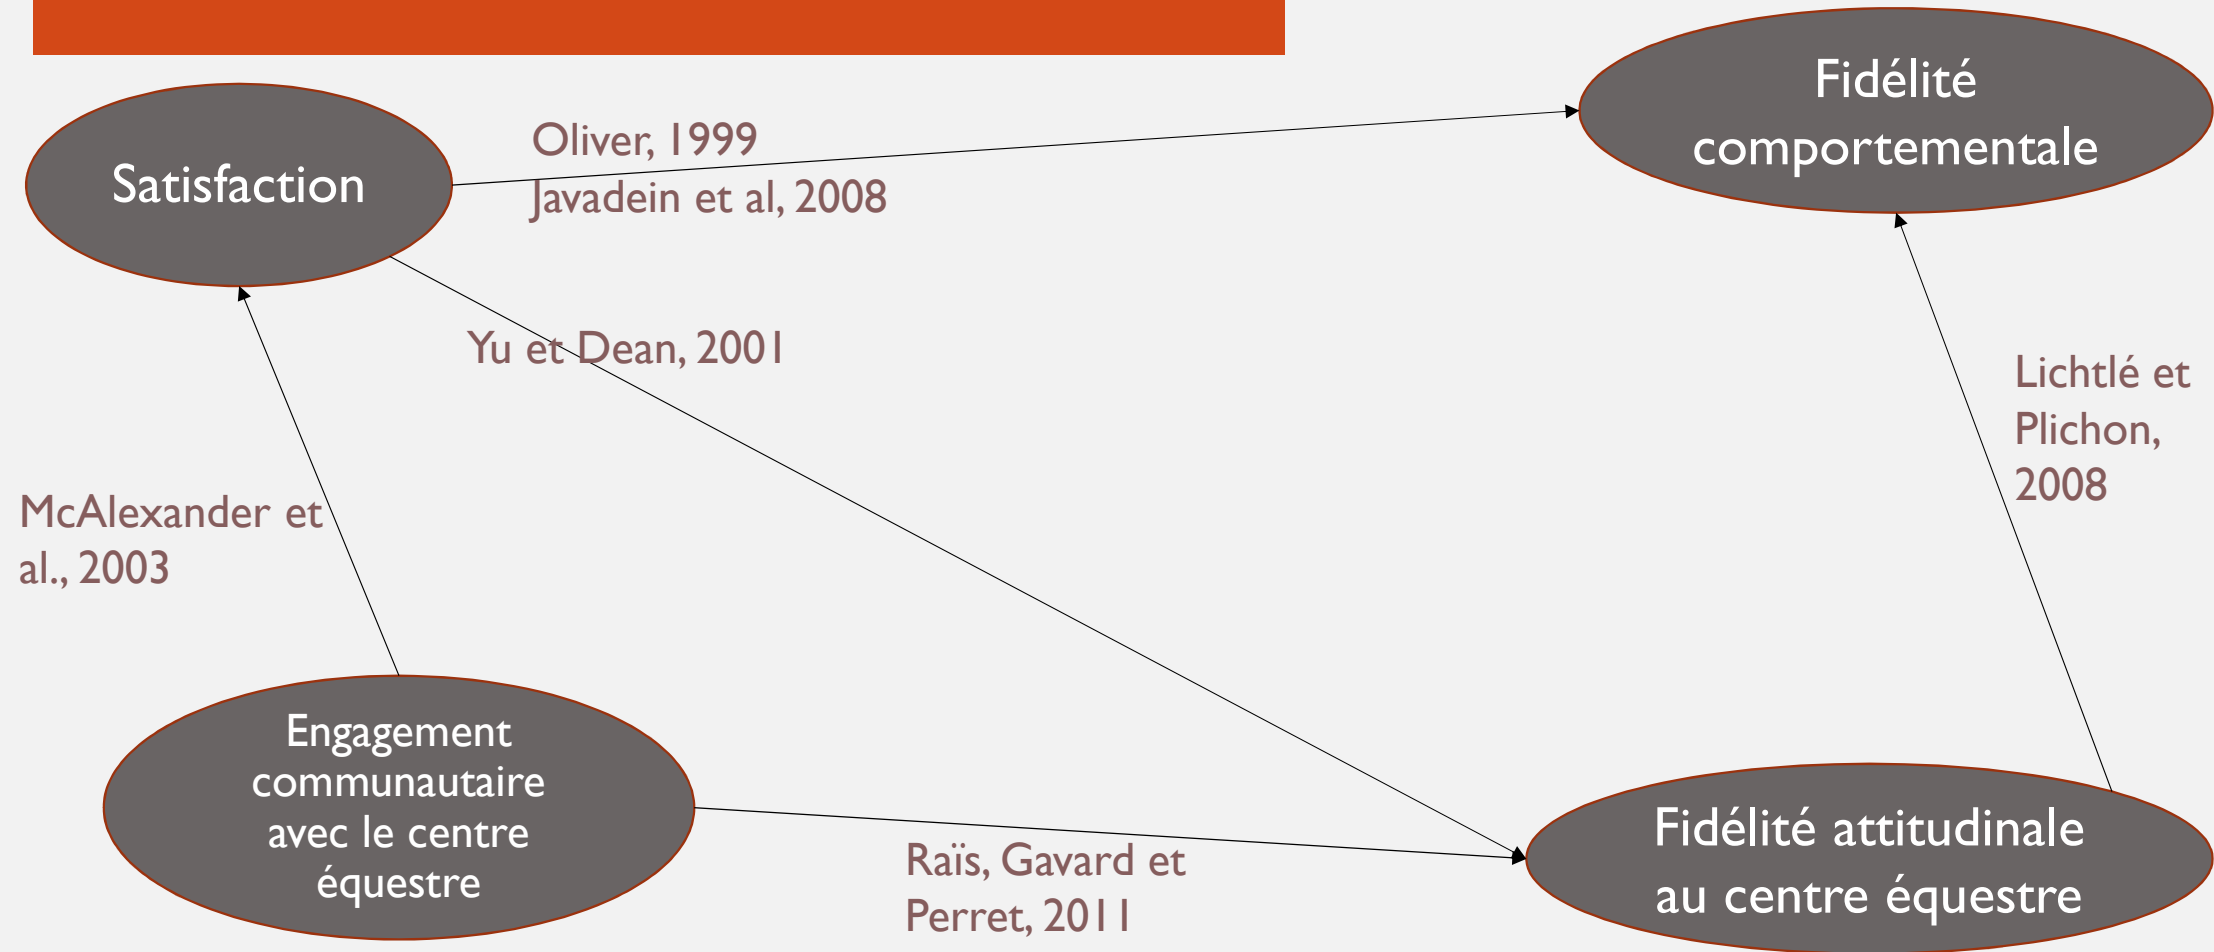 Fidélité
comportementale
Satisfaction
Oliver, 1999
Javadein et al, 2008
Yu et Dean, 2001
Lichtlé et
Plichon,
2008
McAlexander et
al., 2003
Engagement
communautaire
avec le centre
équestre
Raïs, Gavard et
Perret, 2011
Fidélité attitudinale
au centre équestre